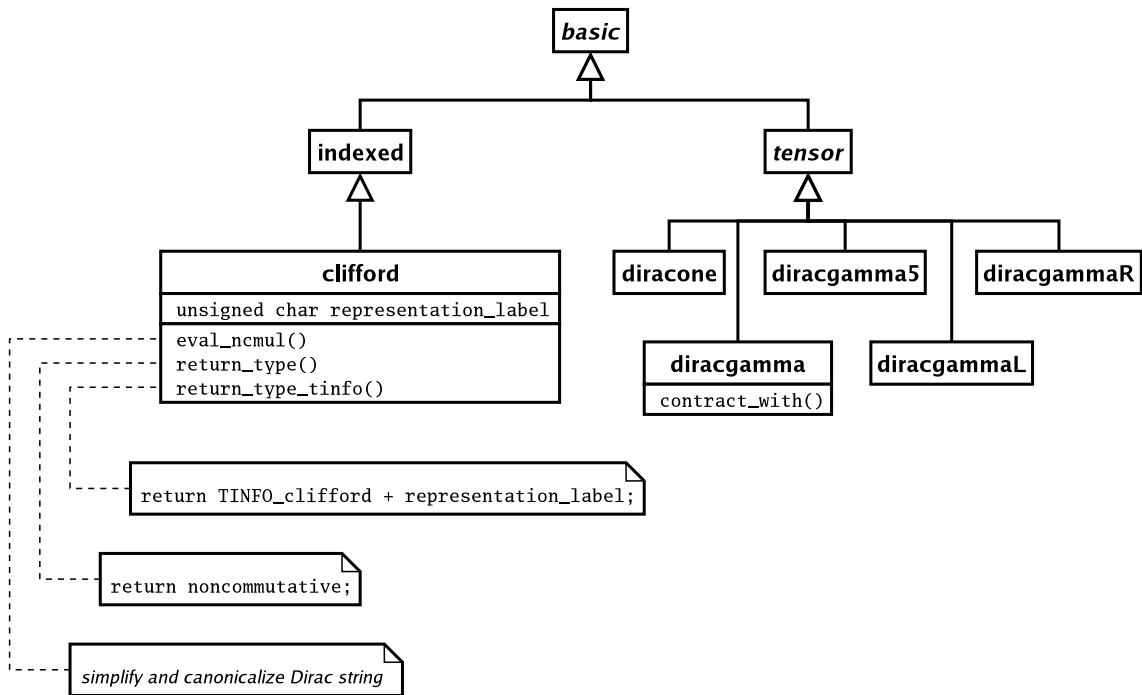 basic
indexed
tensor
clifford
unsigned char representation_label
eval_ncmul()
return_type()
return_type_tinfo()
diracone
diracgamma5
diracgammaR
diracgamma
contract_with()
diracgammaL
return TINFO_clifford + representation_label;
return noncommutative;
simplify and canonicalize Dirac string